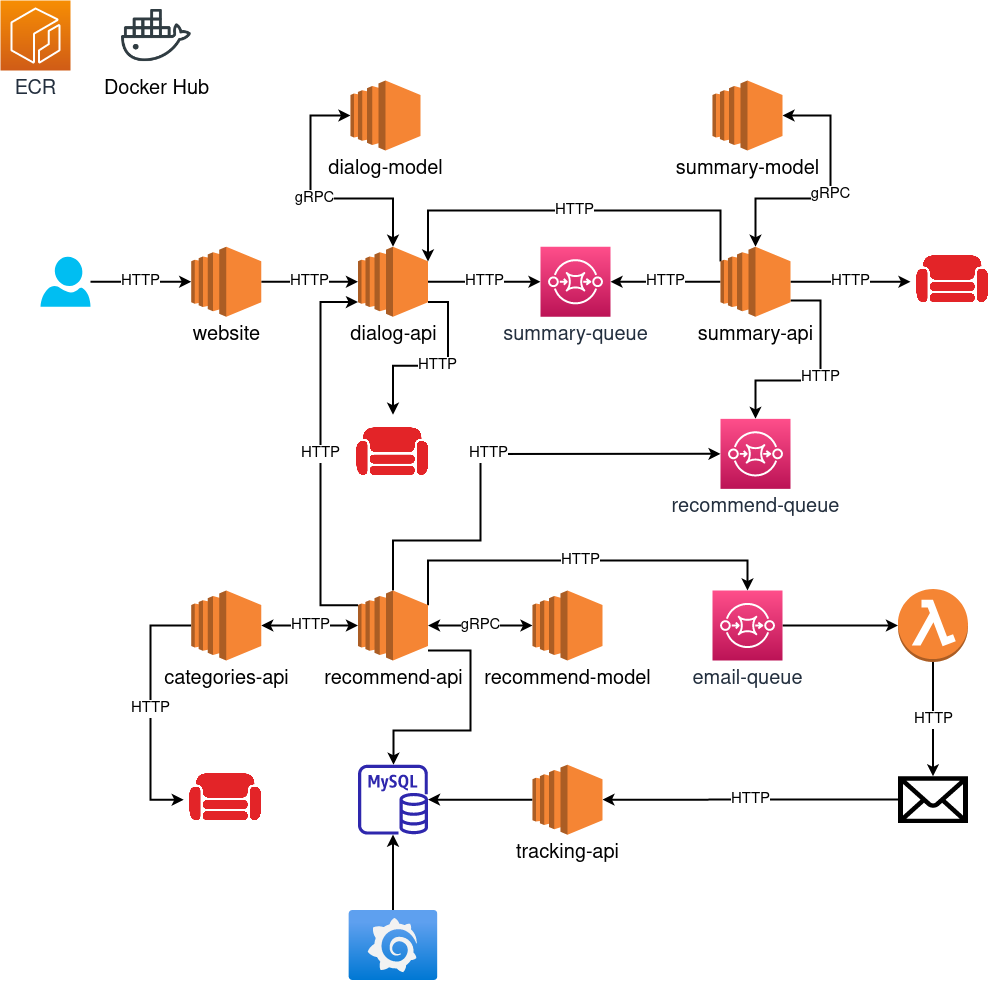 ECR
Docker Hub
dialog-model
summary-model
gRPC
gRPC
HTTP
HTTP
HTTP
HTTP
HTTP
HTTP
website
dialog-api
summary-queue
summary-api
HTTP
HTTP
HTTP
HTTP
recommend-queue
HTTP
HTTP
gRPC
categories-api
recommend-api
recommend-model
email-queue
HTTP
HTTP
MySQL
HTTP
tracking-api